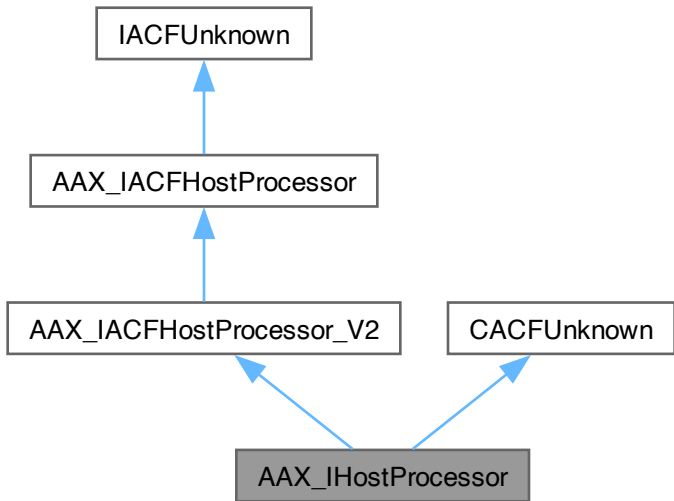 IACFUnknown
AAX_IACFHostProcessor
AAX_IACFHostProcessor_V2
CACFUnknown
AAX_IHostProcessor